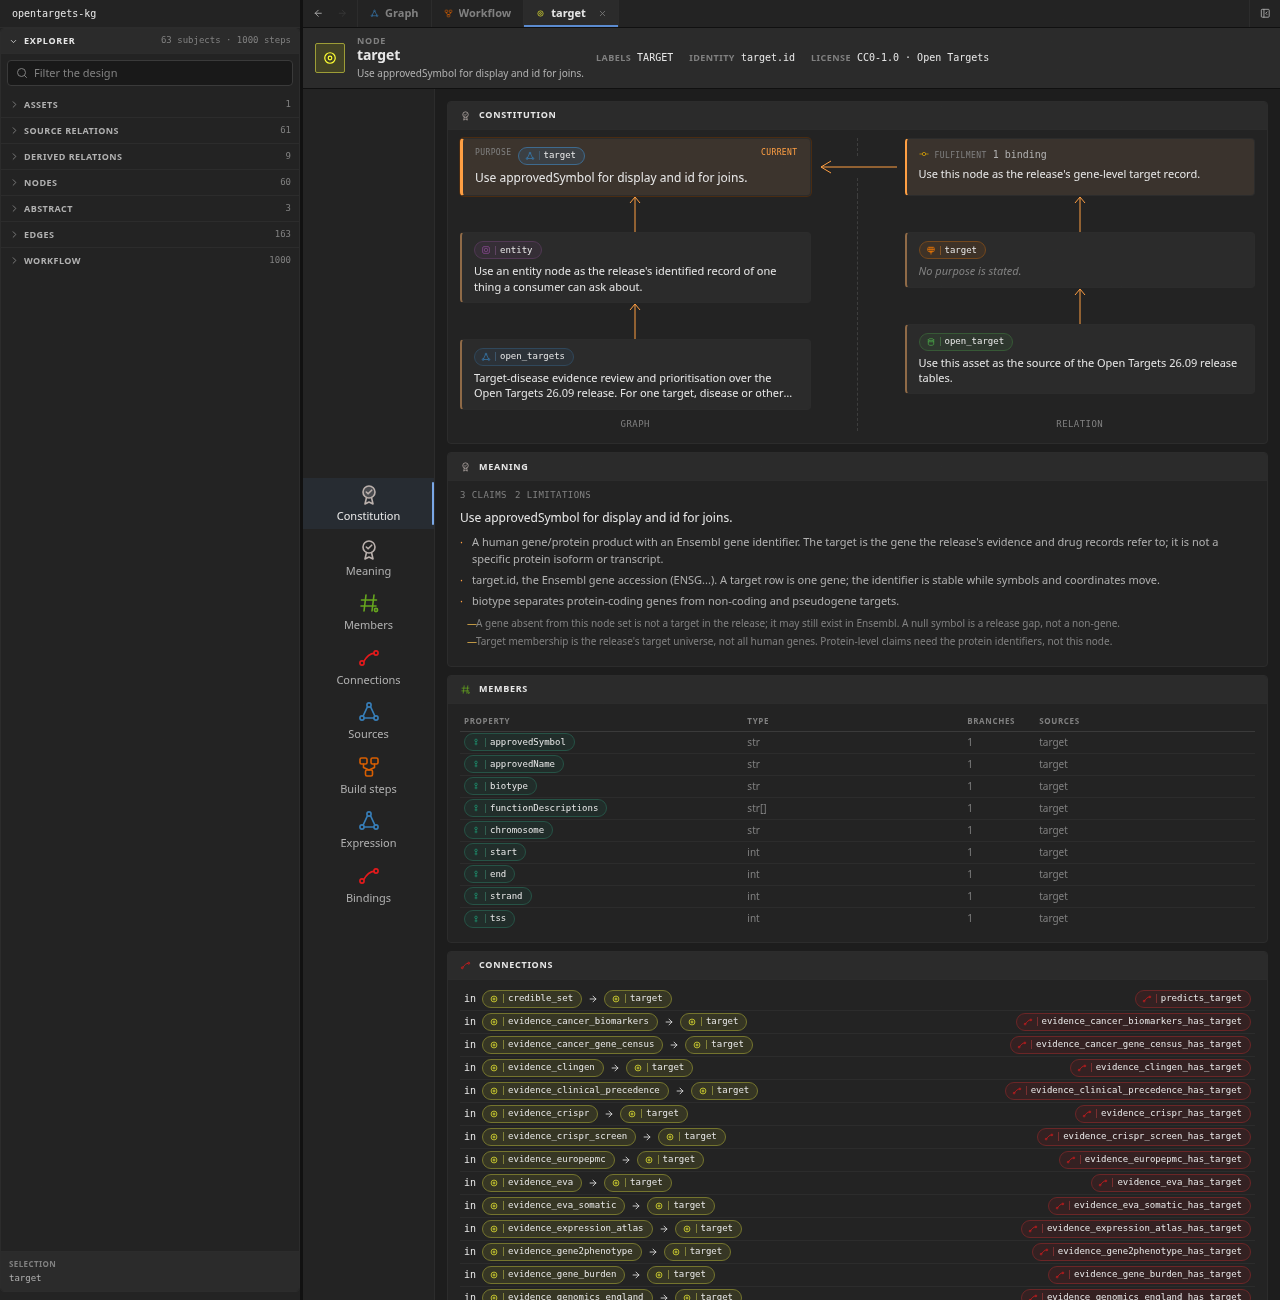 opentargets-kg
EXPLORER
63 subjects · 1000 steps
Filter the design
ASSETS 1
SOURCE RELATIONS 61
DERIVED RELATIONS 9
NODES 60
ABSTRACT 3
EDGES 163
WORKFLOW 1000
SELECTION
target
Graph
Workflow
target
NODE
target
Use approvedSymbol for display and id for joins.
LABELS TARGET IDENTITY target.id LICENSE CC0-1.0 · Open Targets
Constitution
Meaning
Members
Connections
Sources
Build steps
Expression
Bindings
CONSTITUTION
PURPOSE target CURRENT
Use approvedSymbol for display and id for joins.
entity
Use an entity node as the release's identified record of one
thing a consumer can ask about.
open_targets
Target-disease evidence review and prioritisation over the
Open Targets 26.09 release. For one target, disease or other...
GRAPH
FULFILMENT 1 binding
Use this node as the release's gene-level target record.
target
No purpose is stated.
open_target
Use this asset as the source of the Open Targets 26.09 release
tables.
RELATION
MEANING
3 CLAIMS 2 LIMITATIONS
Use approvedSymbol for display and id for joins.
· A human gene/protein product with an Ensembl gene identifier. The target is the gene the release's evidence and drug records refer to; it is not a
specific protein isoform or transcript.
· target.id, the Ensembl gene accession (ENSG...). A target row is one gene; the identifier is stable while symbols and coordinates move.
· biotype separates protein-coding genes from non-coding and pseudogene targets.
—A gene absent from this node set is not a target in the release; it may still exist in Ensembl. A null symbol is a release gap, not a non-gene.
—Target membership is the release's target universe, not all human genes. Protein-level claims need the protein identifiers, not this node.
MEMBERS
PROPERTY TYPE BRANCHES SOURCES
approvedSymbol str 1 target
approvedName str 1 target
biotype str 1 target
functionDescriptions str[] 1 target
chromosome str 1 target
start int 1 target
end int 1 target
strand int 1 target
tss int 1 target
CONNECTIONS
in credible_set → target predicts_target
in evidence_cancer_biomarkers → target evidence_cancer_biomarkers_has_target
in evidence_cancer_gene_census → target evidence_cancer_gene_census_has_target
in evidence_clingen → target evidence_clingen_has_target
in evidence_clinical_precedence → target evidence_clinical_precedence_has_target
in evidence_crispr → target evidence_crispr_has_target
in evidence_crispr_screen → target evidence_crispr_screen_has_target
in evidence_europepmc → target evidence_europepmc_has_target
in evidence_eva → target evidence_eva_has_target
in evidence_eva_somatic → target evidence_eva_somatic_has_target
in evidence_expression_atlas → target evidence_expression_atlas_has_target
in evidence_gene2phenotype → target evidence_gene2phenotype_has_target
in evidence_gene_burden → target evidence_gene_burden_has_target
in evidence_genomics_england → target evidence_genomics_england_has_target